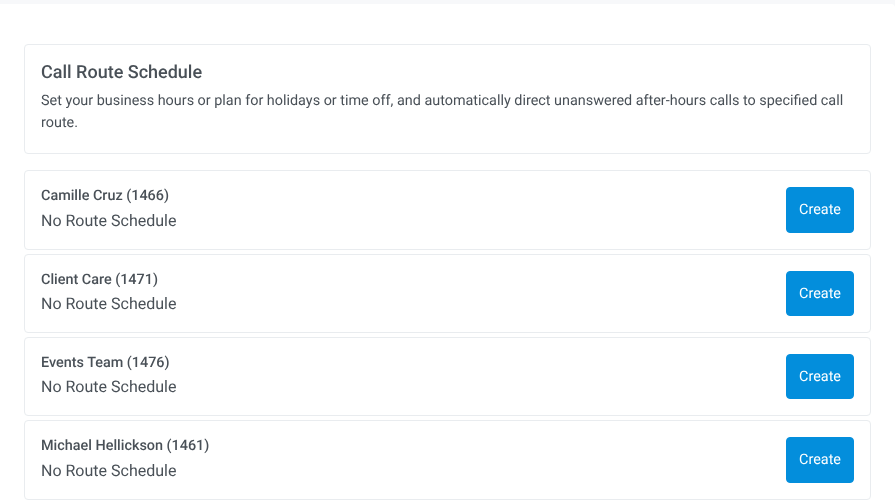 Call Route Schedule
Set your business hours or plan for holidays or time off, and automatically direct unanswered after-hours calls to specified call
route.
Camille Cruz (1466)
No Route Schedule
Create
Client Care (1471)
No Route Schedule
Create
Events Team (1476)
No Route Schedule
Create
Michael Hellickson (1461)
No Route Schedule
Create